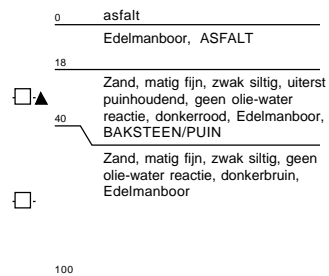 0 asfalt
Edelmanboor, ASFALT
18
Zand, matig fijn, zwak siltig, uiterst
puinhoudend, geen olie-water
reactie, donkerrood, Edelmanboor,
40
BAKSTEEN/PUIN
Zand, matig fijn, zwak siltig, geen
olie-water reactie, donkerbruin,
Edelmanboor
100